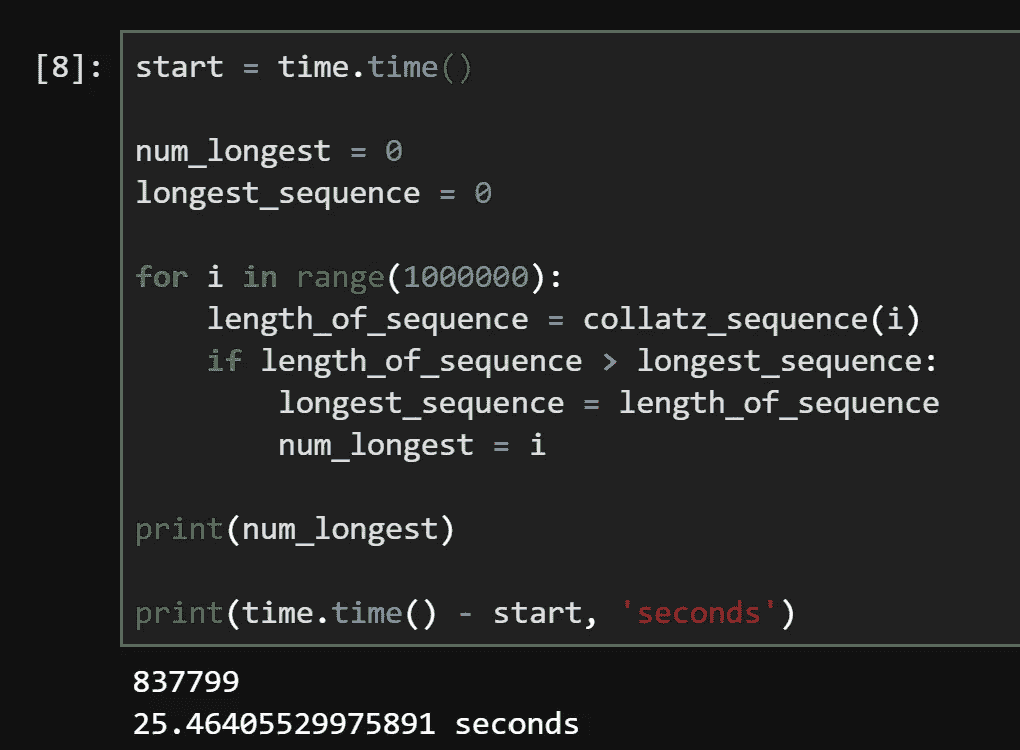 [8]: start = time.time()
num_longest = 0
longest_sequence = 0
for i in range(1000000):
    length_of_sequence = collatz_sequence(i)
    if length_of_sequence > longest_sequence:
        longest_sequence = length_of_sequence
        num_longest = i
print(num_longest)
print(time.time() - start, 'seconds')
837799
25.46405529975891 seconds